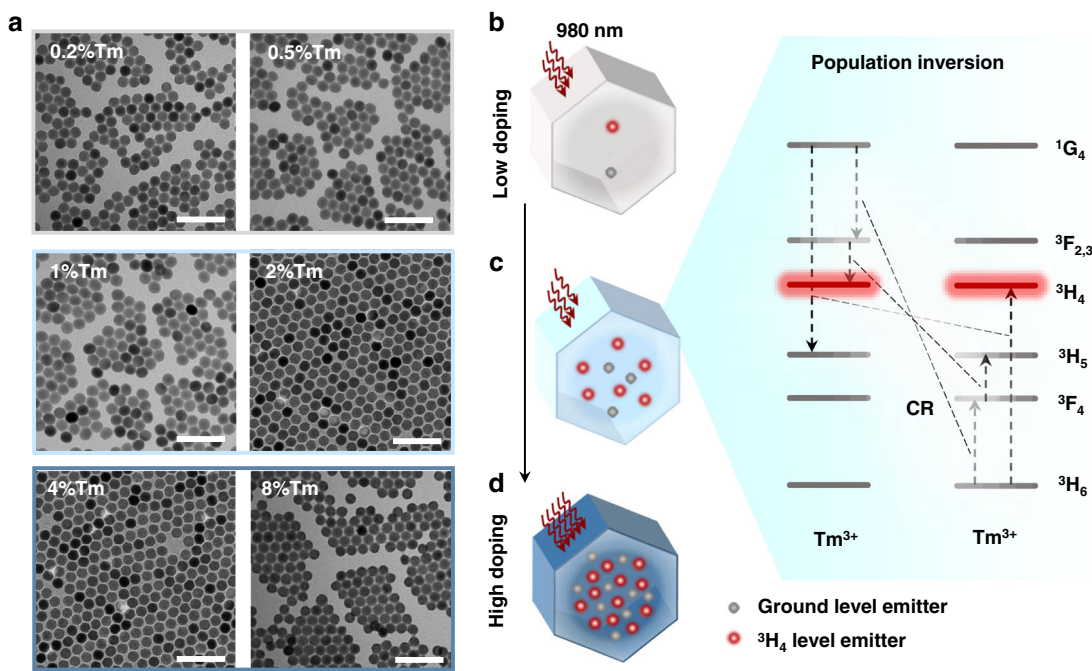 a
0.2%Tm
0.5%Tm
1%Tm
2%Tm
4%Tm
8%Tm
b
980 nm
Low doping
c
d
High doping
Population inversion
¹G₄
³F₂,₃
³H₄
³H₅
³F₄
³H₆
CR
Tm³⁺
Tm³⁺
Ground level emitter
³H₄ level emitter